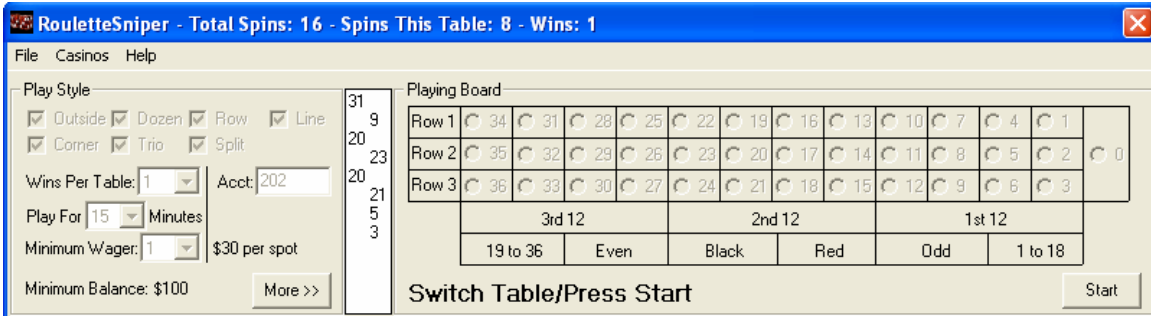 RouletteSniper - Total Spins: 16 - Spins This Table: 8 - Wins: 1
File Casinos Help
Play Style
Outside Dozen Row Line
Corner Trio Split
Wins Per Table: 1 Acct: 202
Play For 15 Minutes
Minimum Wager: 1 $30 per spot
Minimum Balance: $100 More >>
31
9
20
23
20
21
5
3
Playing Board
Row 1 34 31 28 25 22 19 16 13 10 7 4 1
Row 2 35 32 29 26 23 20 17 14 11 8 5 2 0
Row 3 36 33 30 27 24 21 18 15 12 9 6 3
3rd 12 2nd 12 1st 12
19 to 36 Even Black Red Odd 1 to 18
Switch Table/Press Start Start